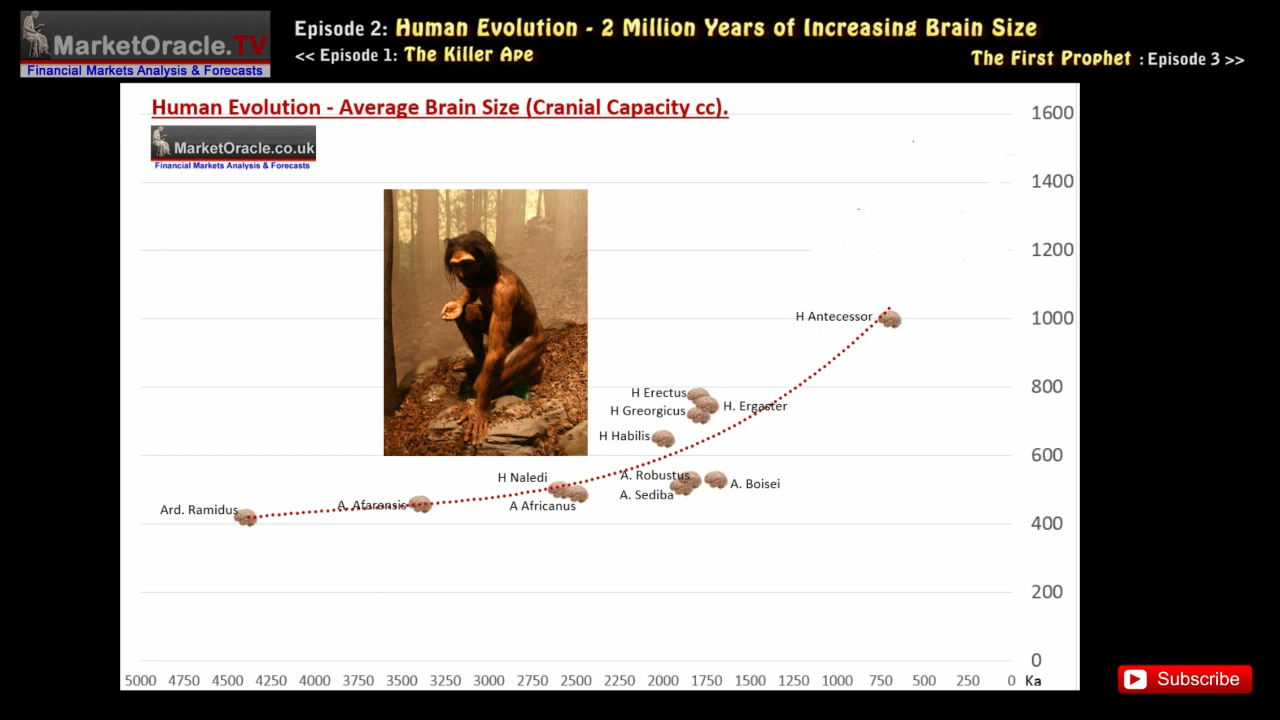 MarketOracle.TV
Financial Markets Analysis & Forecasts
Episode 2: Human Evolution - 2 Million Years of Increasing Brain Size
<< Episode 1: The Killer Ape
The First Prophet : Episode 3 >>
Human Evolution - Average Brain Size (Cranial Capacity cc).
MarketOracle.co.uk
Financial Markets Analysis & Forecasts
1600
1400
1200
1000
800
600
400
200
0
H Antecessor
H Erectus
H. Ergaster
H Greorgicus
H Habilis
H Naledi
A. Robustus
A. Boisei
A. Sediba
A. Afarensis
A Africanus
Ard. Ramidus
5000 4750 4500 4250 4000 3750 3500 3250 3000 2750 2500 2250 2000 1750 1500 1250 1000 750 500 250 0 Ka
Subscribe